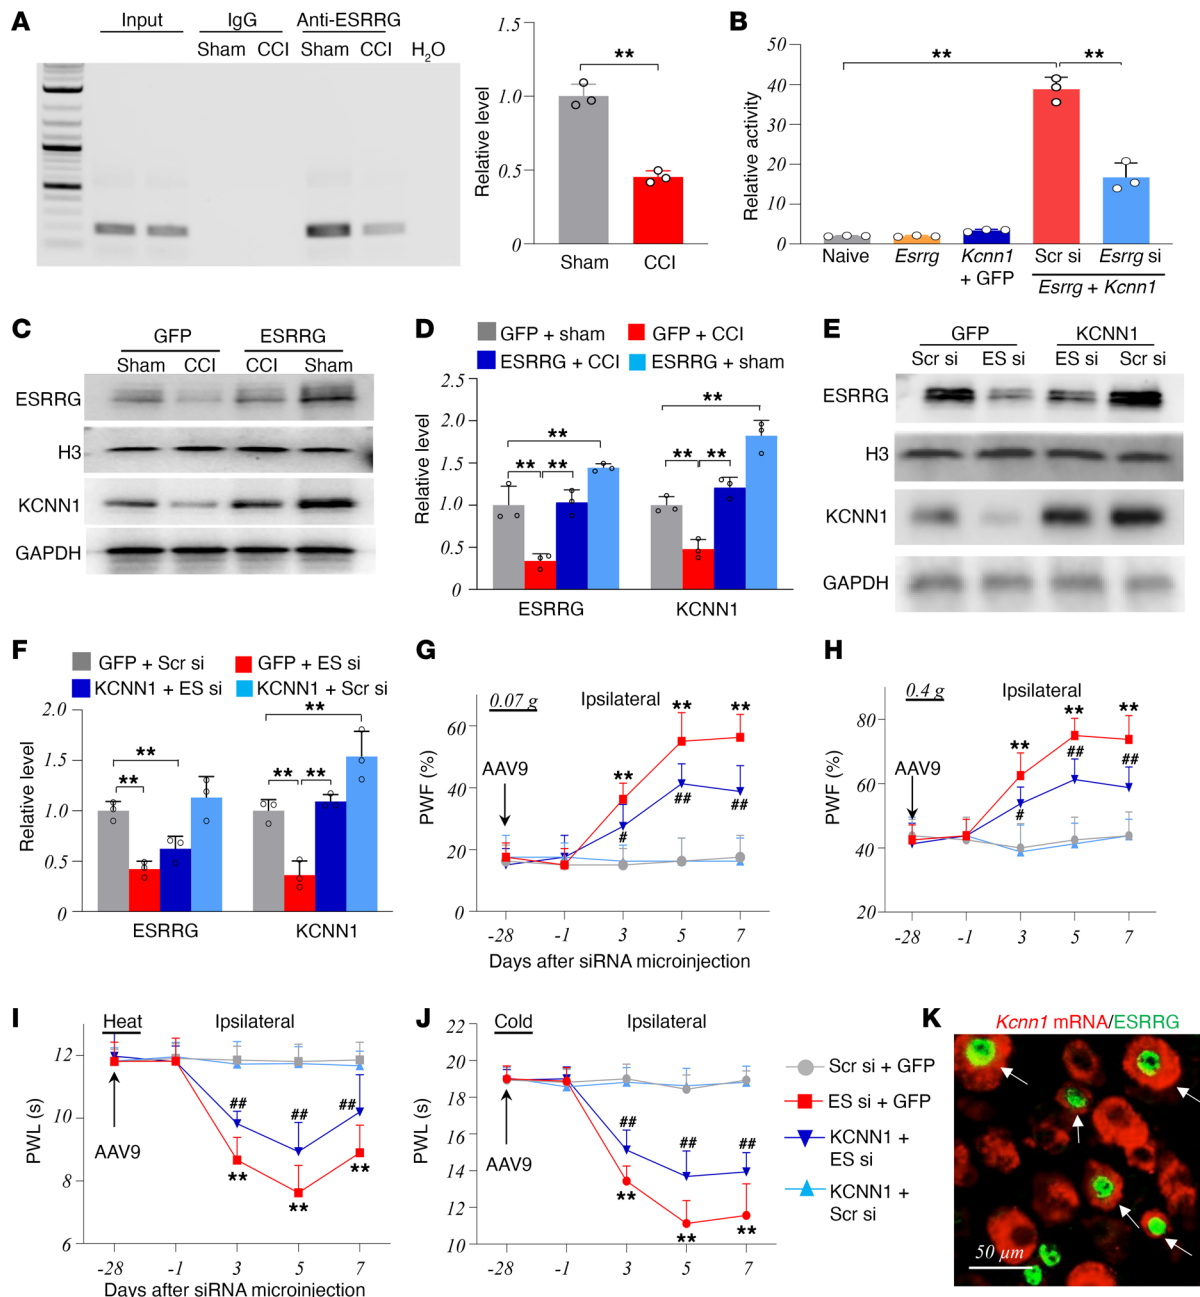 A
Input IgG Anti-ESRRG
Sham CCI Sham CCI H2O
Relative level
1.5
1.0
0.5
0
**
Sham CCI
B
Relative activity
50
40
30
20
10
0
** **
Naive Esrrg Kcnn1 + GFP Scr si Esrrg si
Esrrg + Kcnn1
C
GFP ESRRG
Sham CCI CCI Sham
ESRRG
H3
KCNN1
GAPDH
D
GFP + sham GFP + CCI
ESRRG + CCI ESRRG + sham
Relative level
2.5
2.0
1.5
1.0
0.5
0
** ** **
** ** **
ESRRG KCNN1
E
GFP KCNN1
Scr si ES si ES si Scr si
ESRRG
H3
KCNN1
GAPDH
F
GFP + Scr si GFP + ES si
KCNN1 + ES si KCNN1 + Scr si
Relative level
2.0
1.5
1.0
0.5
0
** **
** ** **
ESRRG KCNN1
G
0.07 g Ipsilateral
PWF (%)
60
40
20
0
AAV9
** ** **
# ## ##
-28 -1 3 5 7
Days after siRNA microinjection
H
0.4 g Ipsilateral
PWF (%)
80
60
40
20
AAV9
** ** **
# ## ##
-28 -1 3 5 7
I
Heat Ipsilateral
PWL (s)
12
10
8
6
AAV9
## ## ##
** ** **
-28 -1 3 5 7
Days after siRNA microinjection
J
Cold Ipsilateral
PWL (s)
22
20
18
16
14
12
10
AAV9
## ## ##
** ** **
-28 -1 3 5 7
Scr si + GFP
ES si + GFP
KCNN1 +
ES si
KCNN1 +
Scr si
K
Kcnn1 mRNA/ESRRG
50 µm